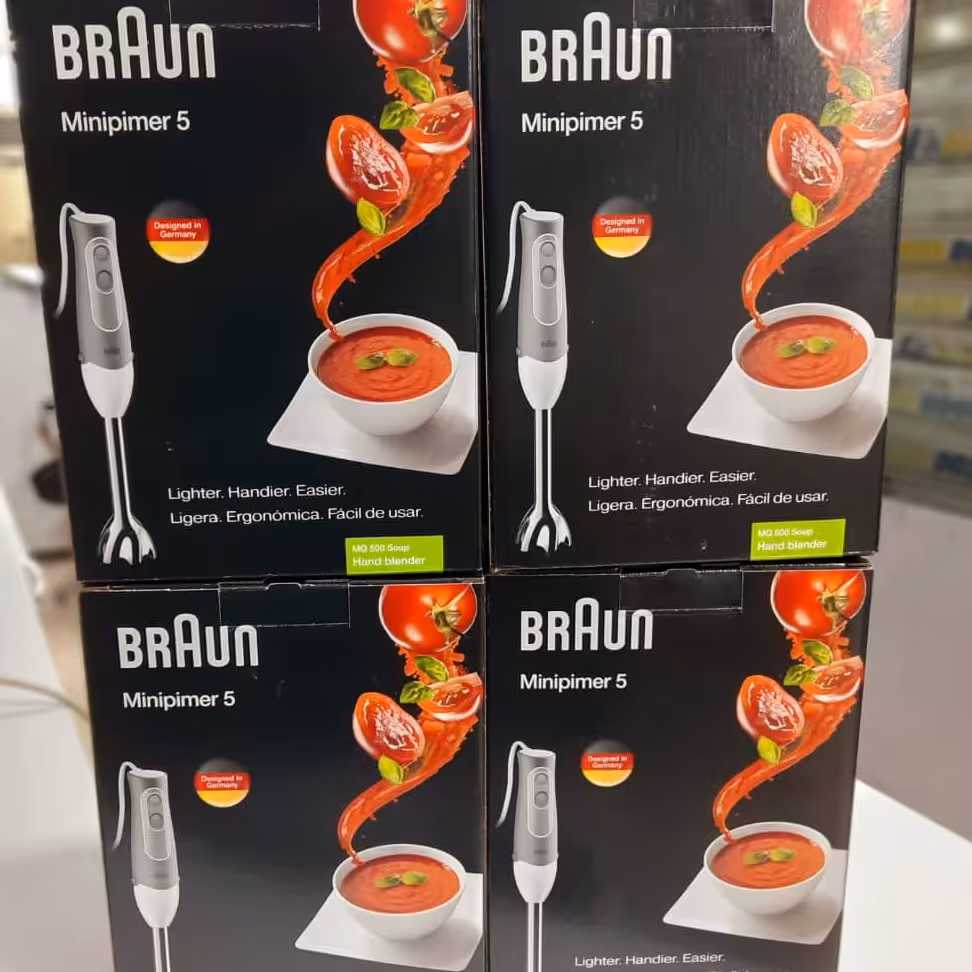 BRAUN
Minipimer 5
Designed in
Germany
Lighter. Handier. Easier.
Ligera. Ergonómica. Fácil de usar.
MQ 500 Soup
Hand blender
BRAUN
Minipimer 5
Designed in
Germany
Lighter. Handier. Easier.
Ligera. Ergonómica. Fácil de usar.
MQ 500 Soup
Hand blender
BRAUN
Minipimer 5
Designed in
Germany
BRAUN
Minipimer 5
Designed in
Germany
Lighter. Handier. Easier.